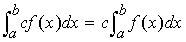 ∫_a^b cf(x)dx = c∫_a^b f(x)dx